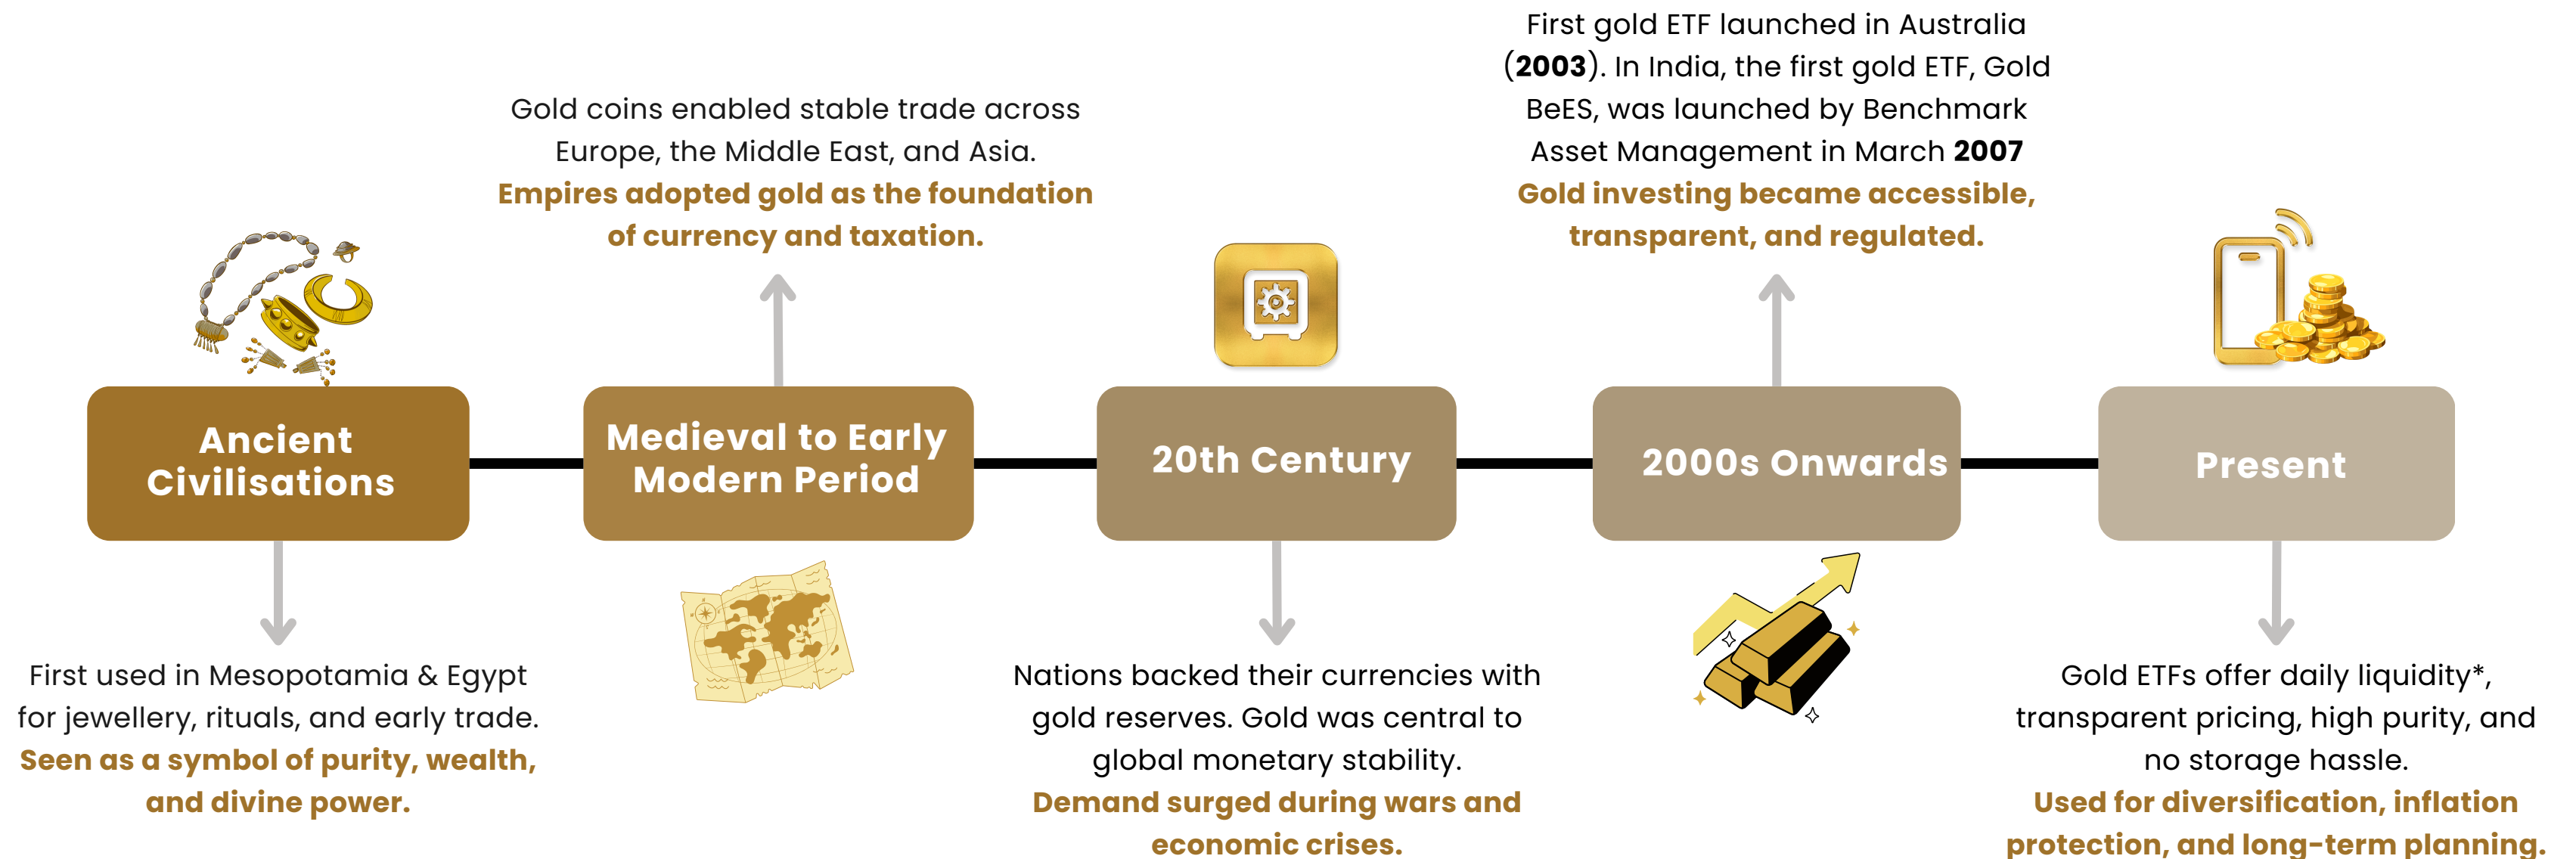 Ancient
Civilisations
First used in Mesopotamia & Egypt
for jewellery, rituals, and early trade.
Seen as a symbol of purity, wealth,
and divine power.
Gold coins enabled stable trade across
Europe, the Middle East, and Asia.
Empires adopted gold as the foundation
of currency and taxation.
Medieval to Early
Modern Period
20th Century
Nations backed their currencies with
gold reserves. Gold was central to
global monetary stability.
Demand surged during wars and
economic crises.
First gold ETF launched in Australia
(2003). In India, the first gold ETF, Gold
BeES, was launched by Benchmark
Asset Management in March 2007
Gold investing became accessible,
transparent, and regulated.
2000s Onwards
Present
Gold ETFs offer daily liquidity*,
transparent pricing, high purity, and
no storage hassle.
Used for diversification, inflation
protection, and long-term planning.